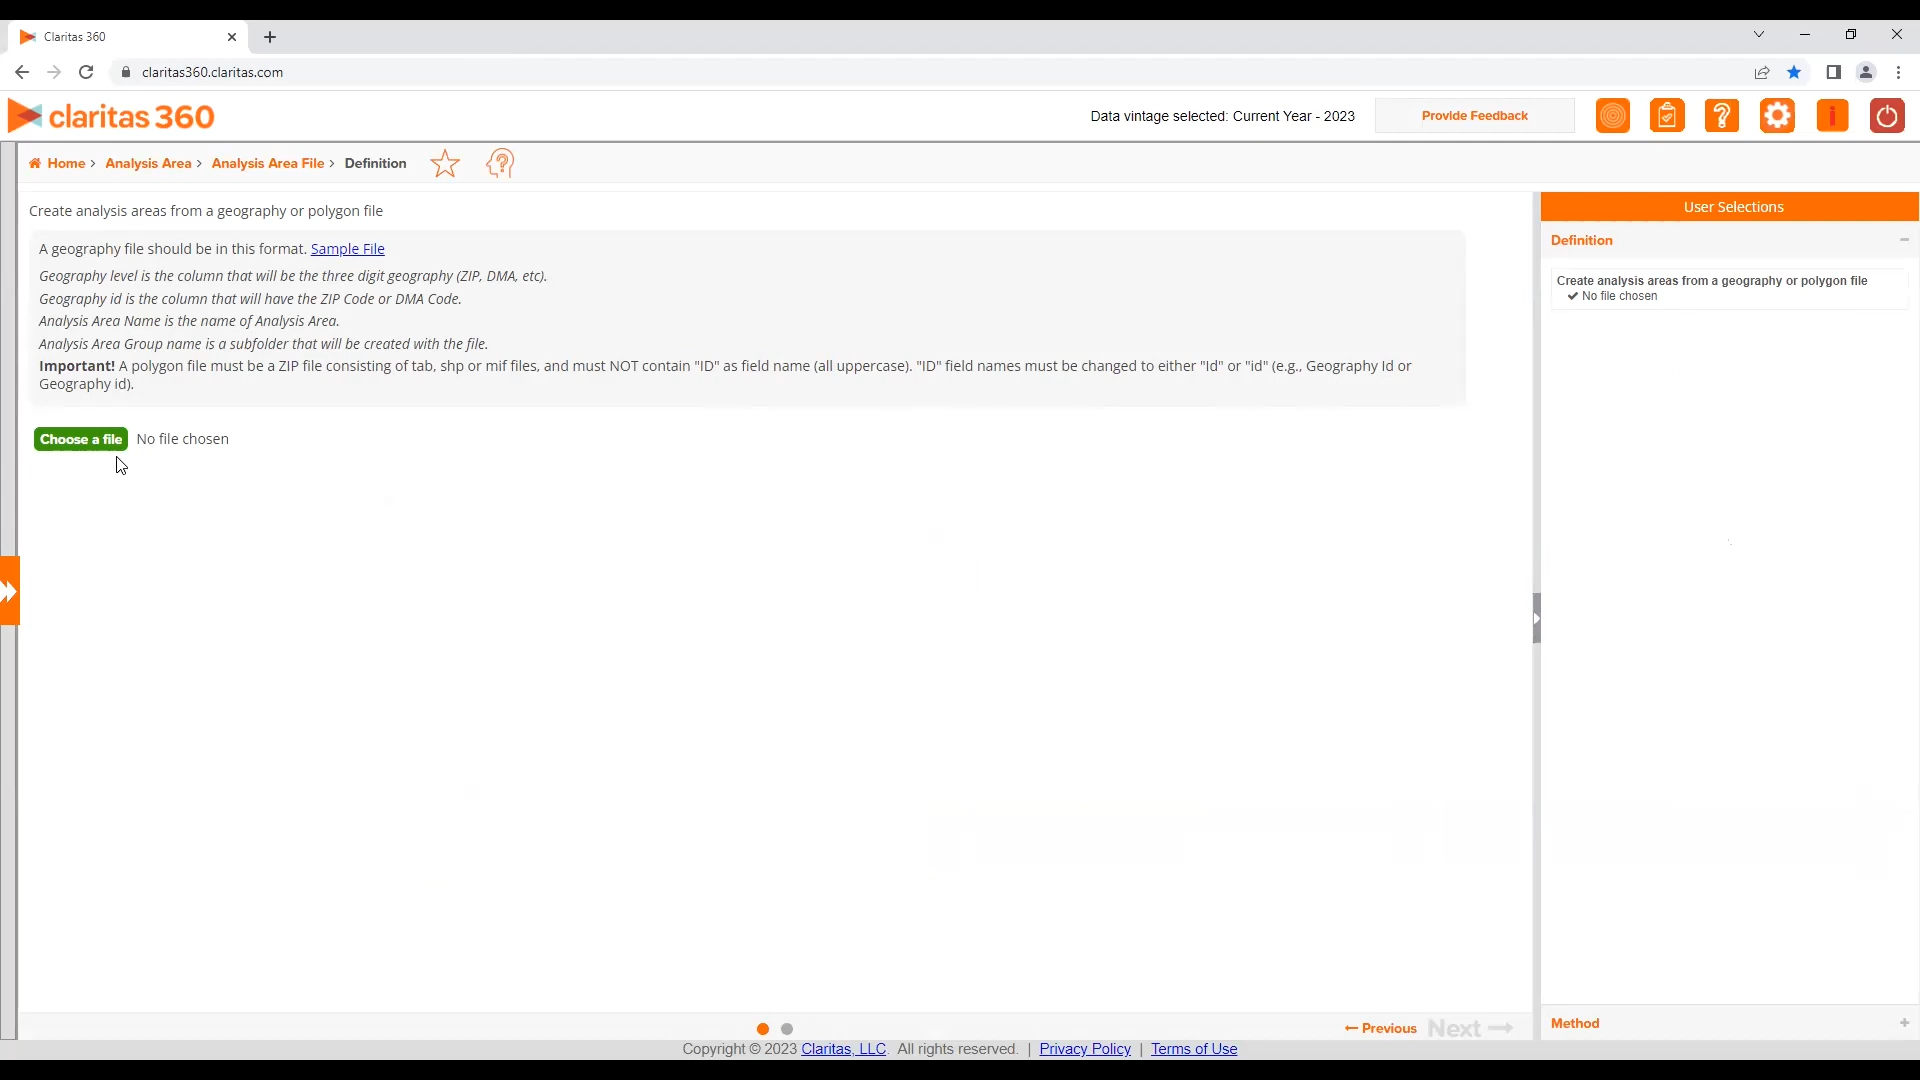 Claritas 360
claritas360.claritas.com
claritas 360
Data vintage selected: Current Year - 2023
Provide Feedback
Home > Analysis Area > Analysis Area File > Definition
Create analysis areas from a geography or polygon file
A geography file should be in this format. Sample File
Geography level is the column that will be the three digit geography (ZIP, DMA, etc).
Geography id is the column that will have the ZIP Code or DMA Code.
Analysis Area Name is the name of Analysis Area.
Analysis Area Group name is a subfolder that will be created with the file.
Important! A polygon file must be a ZIP file consisting of tab, shp or mif files, and must NOT contain "ID" as field name (all uppercase). "ID" field names must be changed to either "Id" or "id" (e.g., Geography Id or
Geography id).
Choose a file No file chosen
User Selections
Definition
Create analysis areas from a geography or polygon file
No file chosen
Previous Next
Method
Copyright © 2023 Claritas, LLC. All rights reserved. | Privacy Policy | Terms of Use